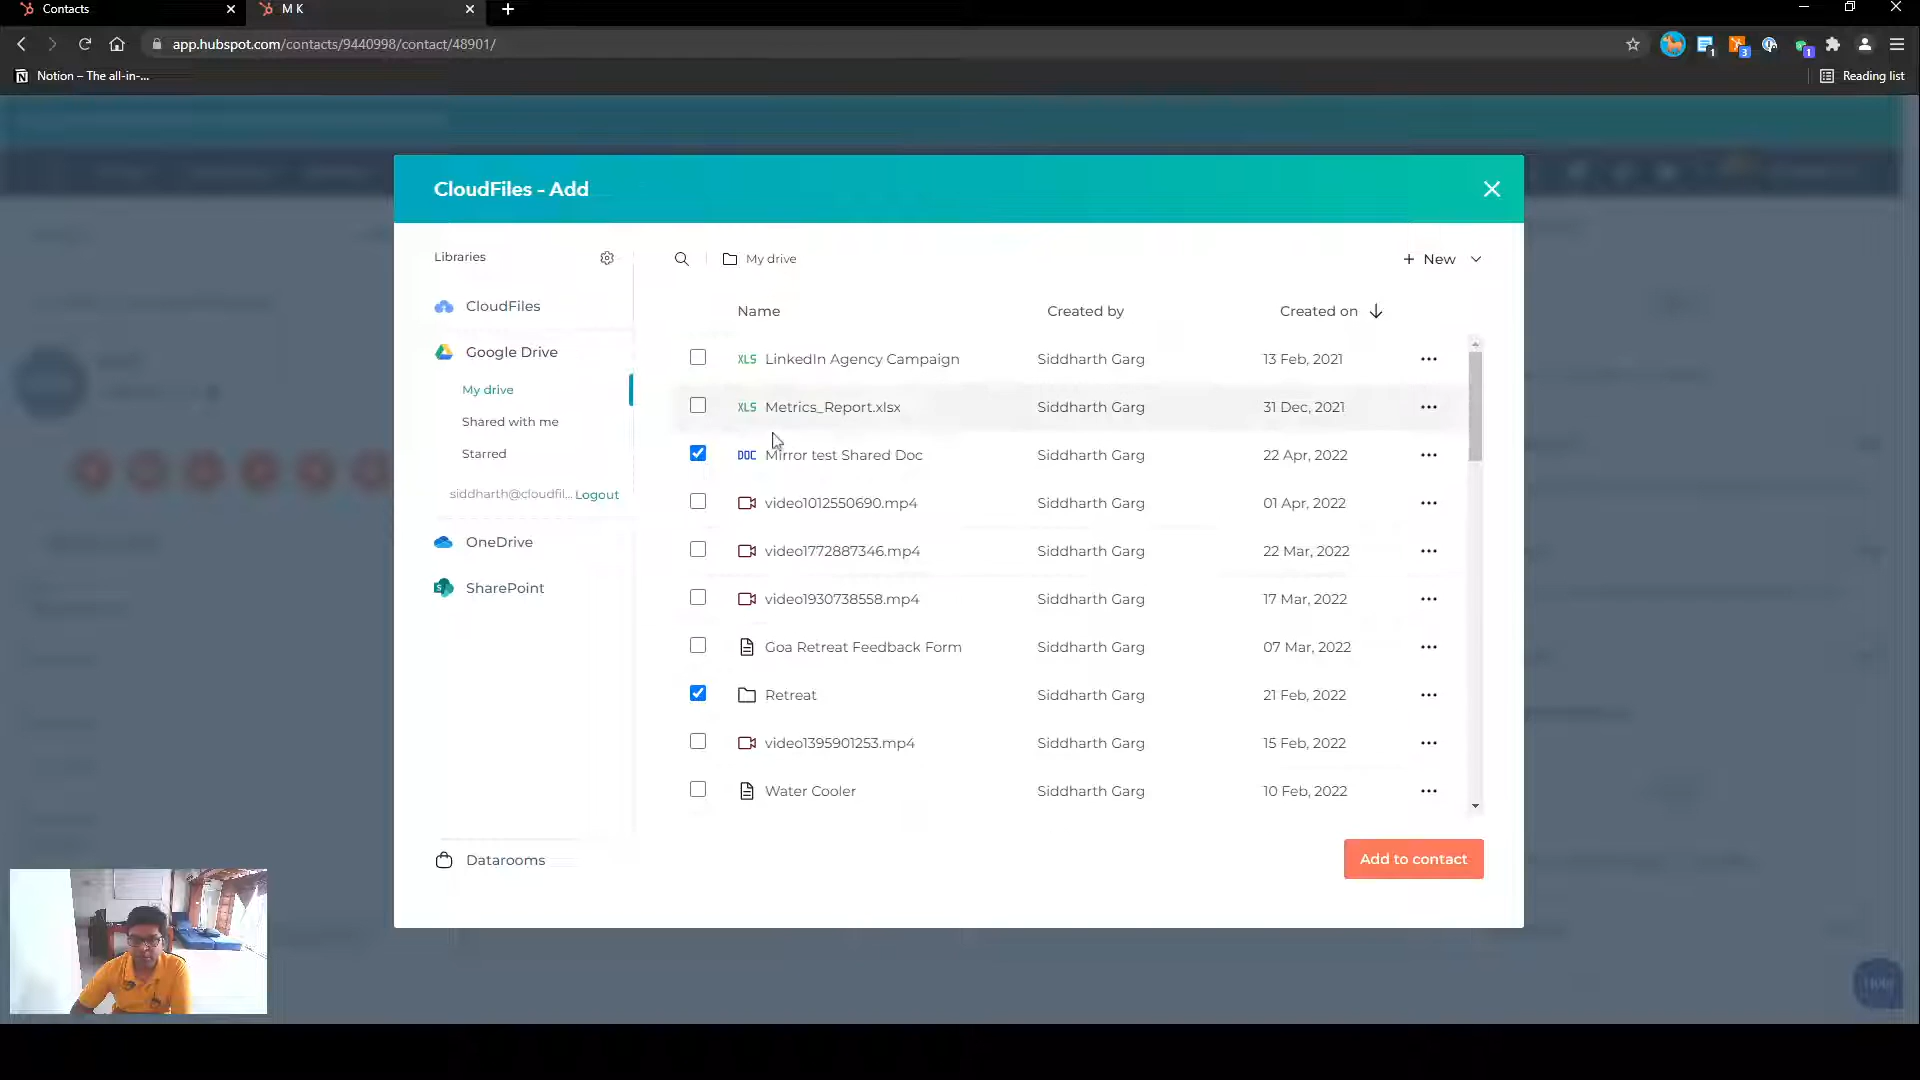 Contacts
M K
app.hubspot.com/contacts/9440998/contact/48901/
1
3
1
Notion – The all-in-...
Reading list
CloudFiles - Add
Libraries
My drive
+ New
CloudFiles
Name Created by Created on
Google Drive
XLS LinkedIn Agency Campaign Siddharth Garg 13 Feb, 2021
My drive
XLS Metrics_Report.xlsx Siddharth Garg 31 Dec, 2021
Shared with me
Starred
DOC Mirror test Shared Doc Siddharth Garg 22 Apr, 2022
siddharth@cloudfil... Logout
video1012550690.mp4 Siddharth Garg 01 Apr, 2022
OneDrive
video1772887346.mp4 Siddharth Garg 22 Mar, 2022
SharePoint
video1930738558.mp4 Siddharth Garg 17 Mar, 2022
Goa Retreat Feedback Form Siddharth Garg 07 Mar, 2022
Retreat Siddharth Garg 21 Feb, 2022
video1395901253.mp4 Siddharth Garg 15 Feb, 2022
Water Cooler Siddharth Garg 10 Feb, 2022
Datarooms
Add to contact